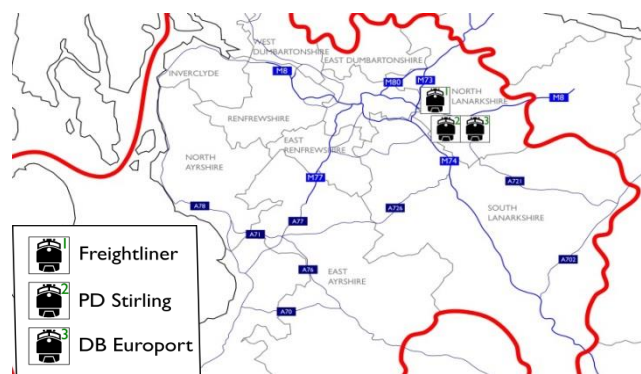 WEST
DUMBARTONSHIRE
EAST DUMBARTONSHIRE
INVERCLYDE
M8
M80
M73
1
NORTH
LANARKSHIRE
M8
RENFREWSHIRE
2
3
EAST
RENFREWSHIRE
NORTH
AYRSHIRE
M74
M77
A721
A78
A726
SOUTH
LANARKSHIRE
A77
A71
A702
A76
EAST
AYRSHIRE
A70
1
Freightliner
2
PD Stirling
3
DB Europort